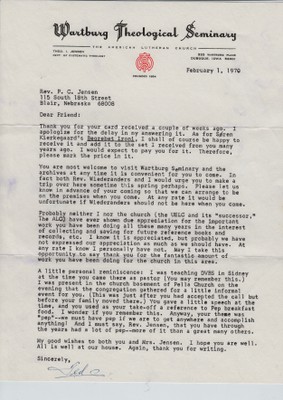 Wartburg Theological Seminary
FOR THE AMERICAN LUTHERAN CHURCH
333 WARTBURG PLACE
DUBUQUE, IOWA 52001
February 1, 1970
Rev. P. C. Jensen
115 South 18th Street
Blair, Nebraska 68008
Dear Friend:
Thank you for your card received a couple of works ago. I
apologize for the delay in my answering it. As for Søren
Kierkegaard's Begrebet Ironi, I shall of course be happy to
receive it and add it to the set I received from you many
years ago. I would expect to pay you for it. Therefore,
please mark the price in it.
You are most welcome to visit Wartburg Seminary and the
archives at any time it is convenient for you to come. In
fact both Rev. Wiederanders and I would urge you to make a
trip over here sometime this spring perhaps. Please let us
know in advance of your coming so that we can arrange to be
on the premises when you come. At any rate it would be
unfortunate if Wiedersanders should not be here when you come.
Probably neither I nor the church (the UELC and its "successor,"
the ALC) have ever shown due appreciation for the important
work you have been doing all these many years in the interest
of collecting and saving for future reference books and
records, etc. I know it is appreciated, but probably we have
not expressed our appreciation as much as we should have. At
any rate I know I personally have not. May I take this
opportunity to say thank you for the fantastic amount of
work you have been doing for the church in this area.
A little personal reminiscence: I was teaching DVBS in Sidney
at the time you came there as pastor (You may remember this.)
I was present in the church basement of Pella Church on the
evening that the congregation gathered for a little informal
event for you. (This was just after you had accepted the call but
before your family moved there.) You gave a little speech at the
time, and you used as your takeoff a reference to Pep breakfast
food. I wonder if you remember this. Anyway, your theme was
"pep"--we must have pep if we are to get anywhere and accomplish
anything! And I must say, Rev. Jensen, that you have through
the years had a lot of pep--more of it than a great many others.
My good wishes to both you and Mrs. Jensen. I hope you are well.
All is well at our house. Again, thank you for writing.
Sincerely,